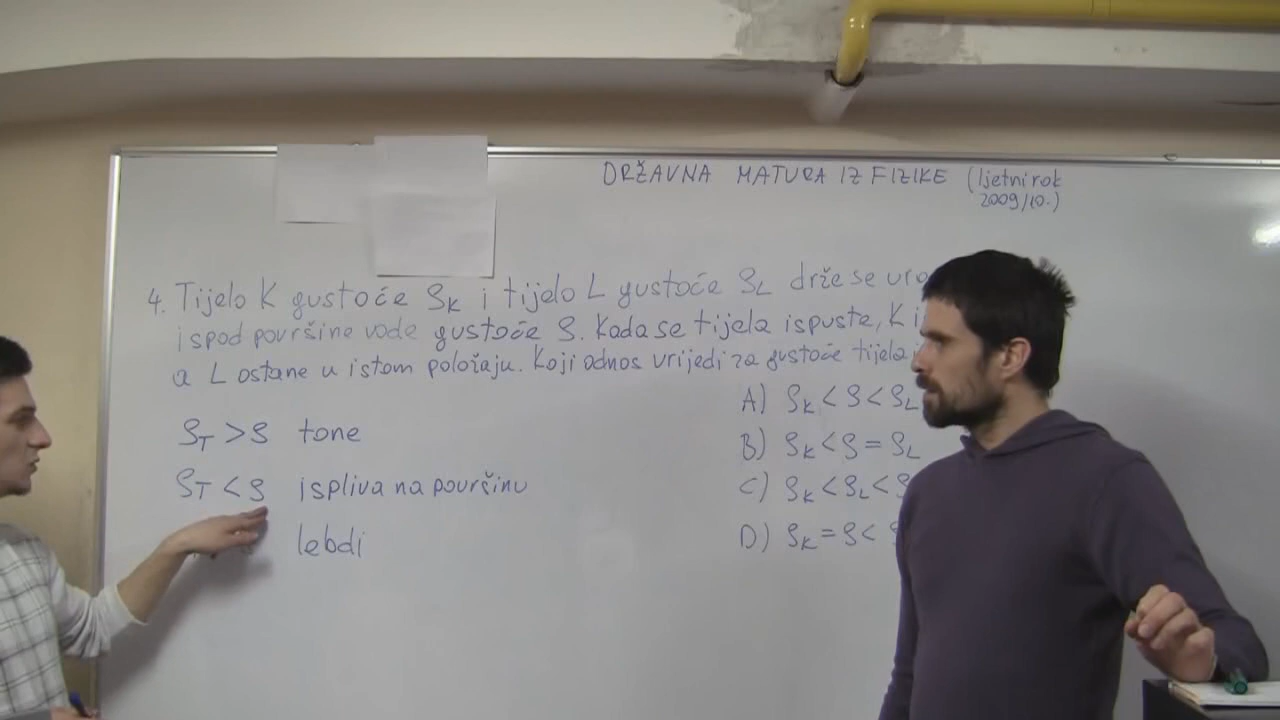 DRŽAVNA MATURA IZ FIZIKE (ljetni rok
2009/10.)
4. Tijelo K gustoće ρK i tijelo L gustoće ρL drže se
ispod površine vode gustoće ρ. Kada se tijela ispuste, K
a L ostane u istom položaju. Koji odnos vrijedi za gustoće tijela
A) ρK < ρ < ρL
B) ρK < ρ = ρL
C) ρK < ρL < ρ
D) ρK = ρ <
ρT > ρ tone
ρT < ρ ispliva na površinu
lebdi